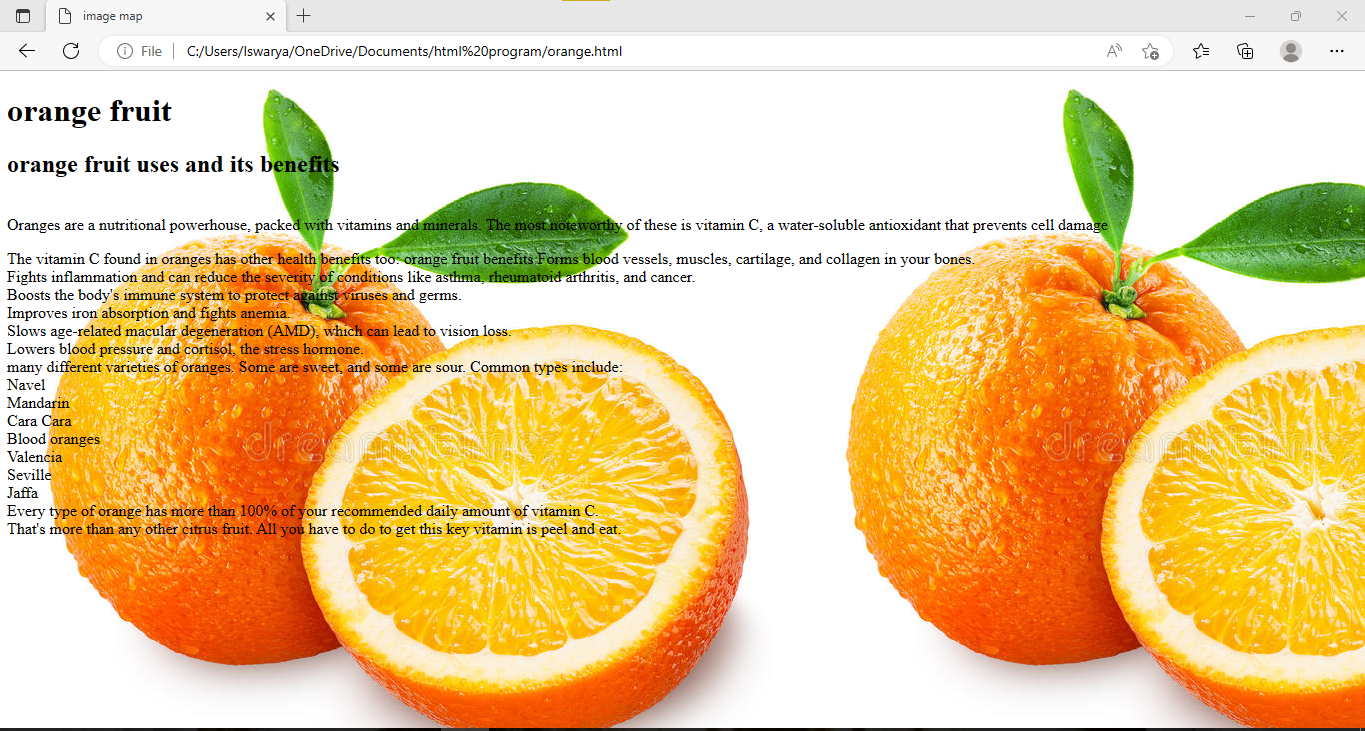 image map
File
C:/Users/Iswarya/OneDrive/Documents/html%20program/orange.html
orange fruit
orange fruit uses and its benefits
Oranges are a nutritional powerhouse, packed with vitamins and minerals. The most noteworthy of these is vitamin C, a water-soluble antioxidant that prevents cell damage
The vitamin C found in oranges has other health benefits too: orange fruit benefits Forms blood vessels, muscles, cartilage, and collagen in your bones.
Fights inflammation and can reduce the severity of conditions like asthma, rheumatoid arthritis, and cancer.
Boosts the body's immune system to protect against viruses and germs.
Improves iron absorption and fights anemia.
Slows age-related macular degeneration (AMD), which can lead to vision loss.
Lowers blood pressure and cortisol, the stress hormone.
many different varieties of oranges. Some are sweet, and some are sour. Common types include:
Navel
Mandarin
Cara Cara
Blood oranges
Valencia
Seville
Jaffa
Every type of orange has more than 100% of your recommended daily amount of vitamin C.
That's more than any other citrus fruit. All you have to do to get this key vitamin is peel and eat.